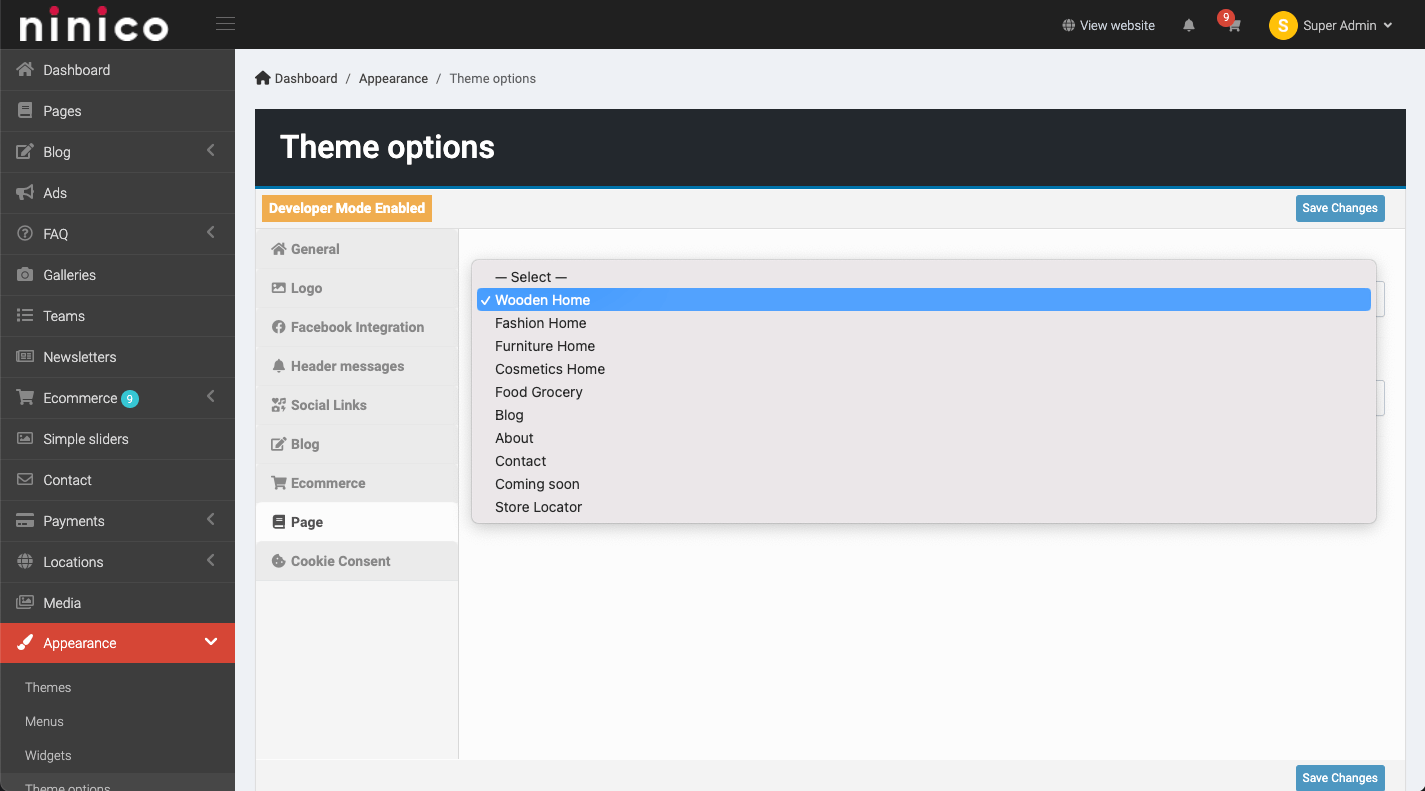 ninico
View website
9
S
Super Admin
Dashboard
Pages
Blog
Ads
FAQ
Galleries
Teams
Newsletters
Ecommerce 9
Simple sliders
Contact
Payments
Locations
Media
Appearance
Themes
Menus
Widgets
Theme options
Dashboard / Appearance / Theme options
Theme options
Developer Mode Enabled
Save Changes
General
Logo
Facebook Integration
Header messages
Social Links
Blog
Ecommerce
Page
Cookie Consent
— Select —
✓ Wooden Home
Fashion Home
Furniture Home
Cosmetics Home
Food Grocery
Blog
About
Contact
Coming soon
Store Locator
Save Changes